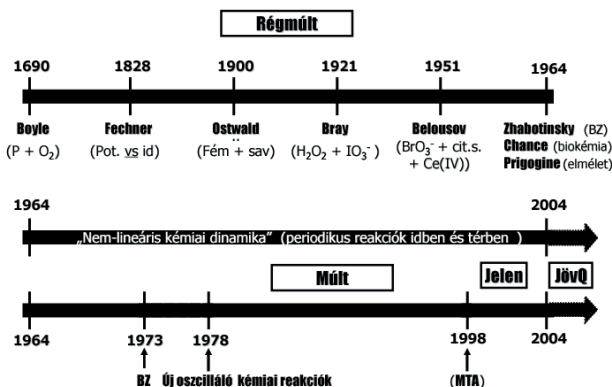 Régmúlt
1690 1828 1900 1921 1951 1964
Boyle Fechner Ostwald Bray Belousov Zhabotinsky (BZ)
(P + O₂) (Pot. vs id) (Fém + sav) (H₂O₂ + IO₃⁻) (BrO₃⁻ + cit.s. Chance (biokémia)
+ Ce(IV)) Prigogine (elmélet)
1964 2004
„Nem-lineáris kémiai dinamika” (periodikus reakciók idben és térben )
Múlt Jelen JövQ
1964 1973 1978 1998 2004
BZ Új oszcilláló kémiai reakciók (MTA)